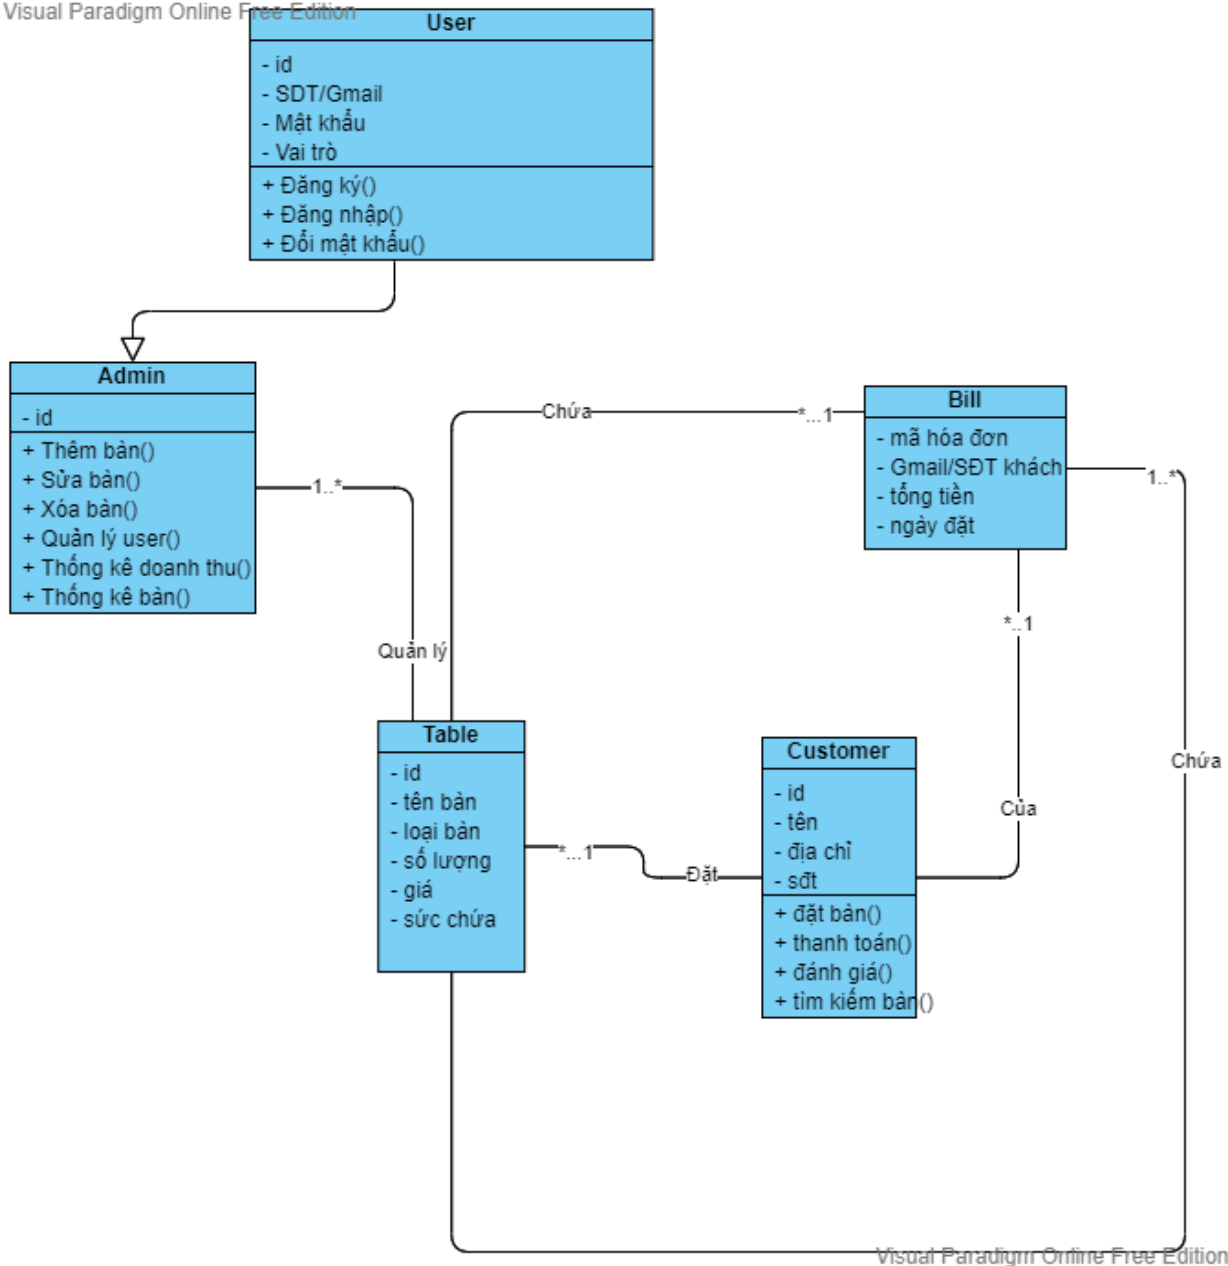 Visual Paradigm Online Free Edition
User
- id
- SDT/Gmail
- Mật khẩu
- Vai trò
+ Đăng ký()
+ Đăng nhập()
+ Đổi mật khẩu()
Admin
- id
+ Thêm bàn()
+ Sửa bàn()
+ Xóa bàn()
+ Quản lý user()
+ Thống kê doanh thu()
+ Thống kê bàn()
1..*
Quản lý
Chứa
*...1
Bill
- mã hóa đơn
- Gmail/SĐT khách
- tổng tiền
- ngày đặt
1..*
*..1
Của
Chứa
Table
- id
- tên bàn
- loại bàn
- số lượng
- giá
- sức chứa
*...1
Đặt
Customer
- id
- tên
- địa chỉ
- sđt
+ đặt bàn()
+ thanh toán()
+ đánh giá()
+ tìm kiếm bàn()
Visual Paradigm Online Free Edition